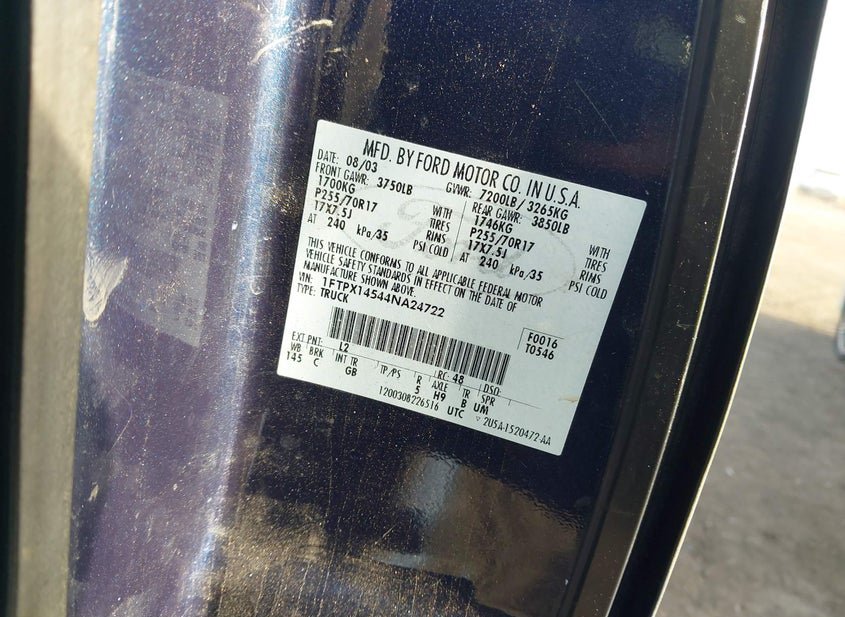 MFD. BY FORD MOTOR CO. IN U.S.A.
DATE: 08/03 GVWR: 7200LB/3265KG
FRONT GAWR: 3750LB REAR GAWR: 3850LB
1700KG WITH 1746KG WITH
P255/70R17 TIRES P255/70R17 TIRES
17X7.5J RIMS 17X7.5J RIMS
AT 240 kPa/35 PSI COLD AT 240 kPa/35 PSI COLD
THIS VEHICLE CONFORMS TO ALL APPLICABLE FEDERAL MOTOR
VEHICLE SAFETY STANDARDS IN EFFECT ON THE DATE OF
MANUFACTURE SHOWN ABOVE.
VIN: 1FTPX14544NA24722
TYPE: TRUCK
F0016
T0546
EXT PNT: L2 RC: 48 DSO:
WB BRK INT TR TP/PS R AXLE TR SPR
145 C GB 5 H9 B UM
1200308226516 UTC ▽ 2U5A-1520472-AA